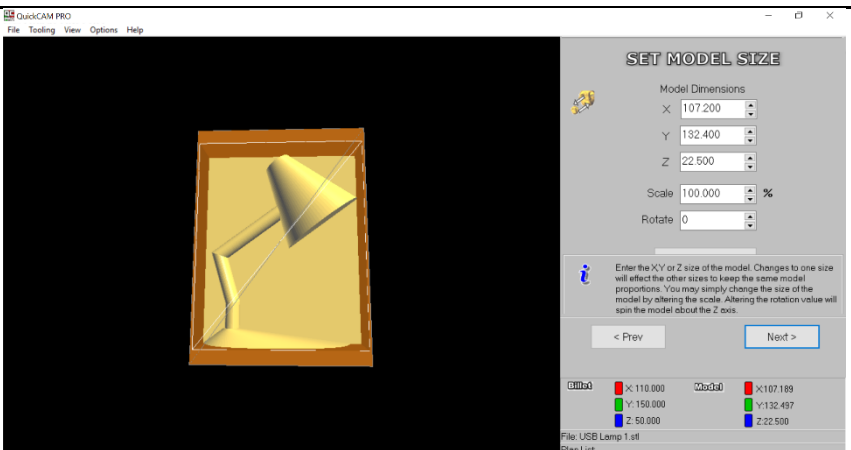 QuickCAM PRO
File Tooling View Options Help
SET MODEL SIZE
Model Dimensions
X 107.200
Y 132.400
Z 22.500
Scale 100.000 %
Rotate 0
Enter the X,Y or Z size of the model. Changes to one size
will effect the other sizes to keep the same model
proportions. You may simply change the size of the
model by altering the scale. Altering the rotation value will
spin the model about the Z axis.
< Prev Next >
Billet X: 110.000 Model X:107.189
Y: 150.000 Y:132.497
Z: 50.000 Z:22.500
File: USB Lamp 1.stl